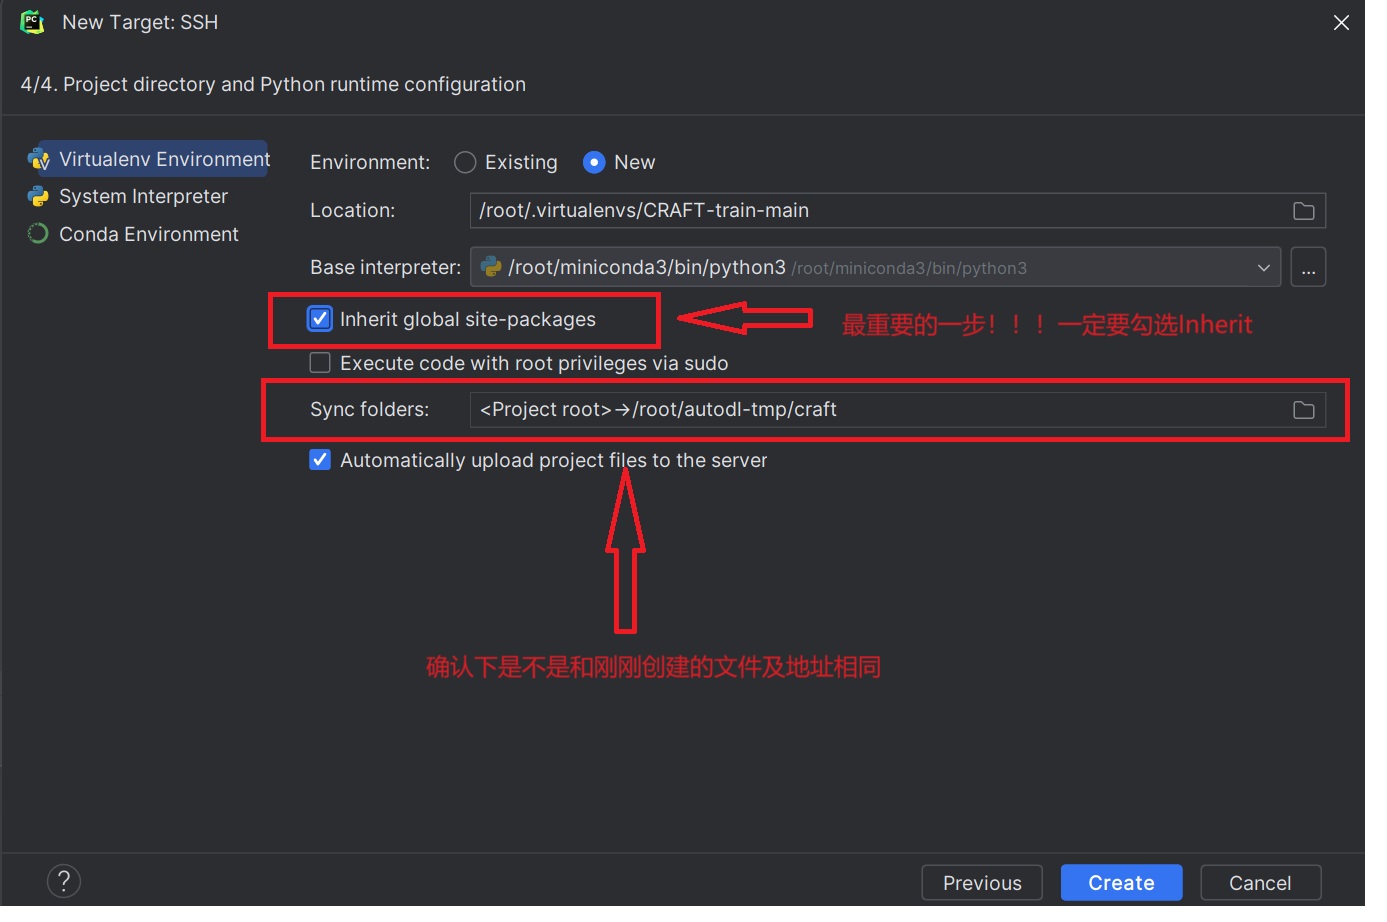 New Target: SSH
4/4. Project directory and Python runtime configuration
Virtualenv Environment
System Interpreter
Conda Environment
Environment: Existing New
Location: /root/.virtualenvs/CRAFT-train-main
Base interpreter: /root/miniconda3/bin/python3 /root/miniconda3/bin/python3 ...
Inherit global site-packages
最重要的一步！！！一定要勾选Inherit
Execute code with root privileges via sudo
Sync folders: <Project root>→/root/autodl-tmp/craft
Automatically upload project files to the server
确认下是不是和刚刚创建的文件及地址相同
? Previous Create Cancel